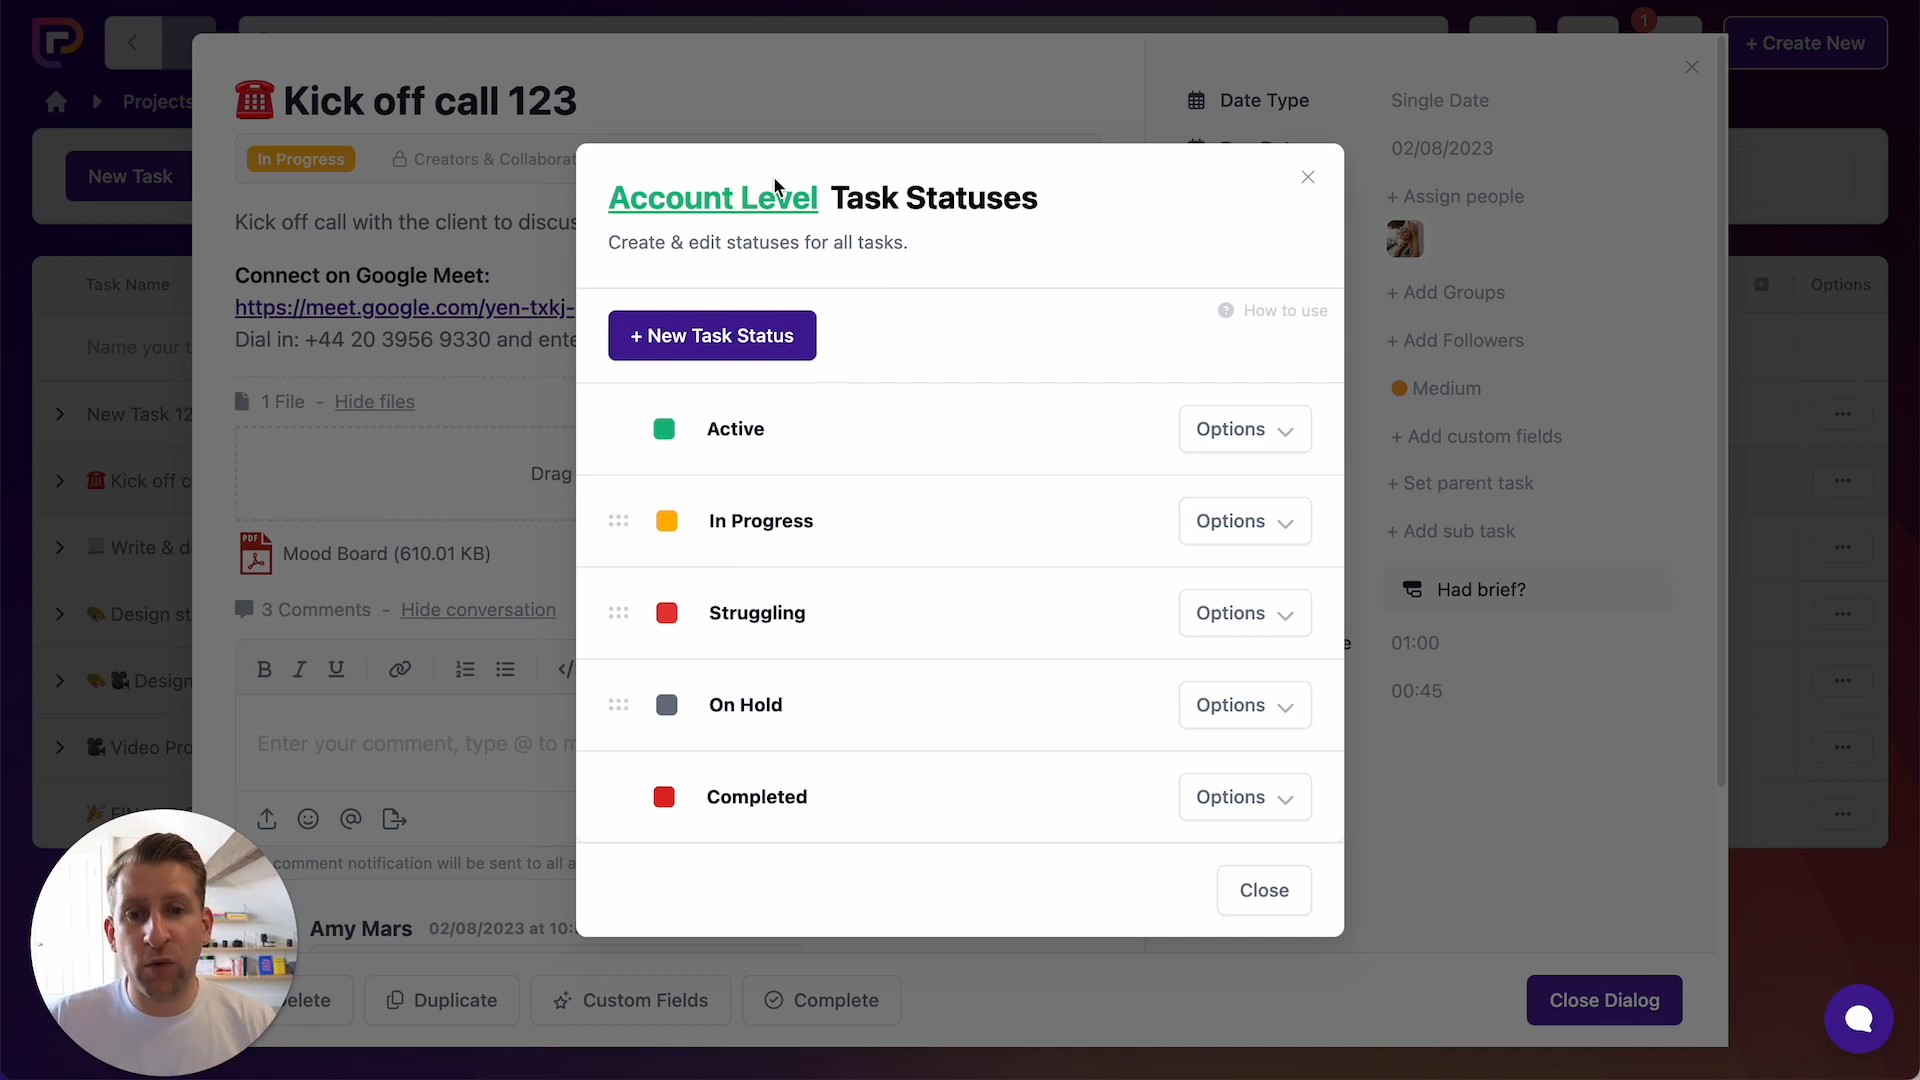 1
+ Create New
Projects
☎️ Kick off call 123
Date Type
Single Date
02/08/2023
In Progress
Creators & Collaborat
New Task
+ Assign people
Kick off call with the client to discus
Account Level Task Statuses
Create & edit statuses for all tasks.
Connect on Google Meet:
https://meet.google.com/yen-txkj-
Dial in: +44 20 3956 9330 and ente
Task Name
Options
+ Add Groups
How to use
+ New Task Status
Name your t
+ Add Followers
Medium
1 File - Hide files
New Task 12
Active
Options
+ Add custom fields
Drag
Kick off c
+ Set parent task
In Progress
Options
+ Add sub task
Write & d
PDF
Mood Board (610.01 KB)
Had brief?
3 Comments - Hide conversation
Design st
Struggling
Options
01:00
B I U
Design
00:45
On Hold
Options
Enter your comment, type @ to m
Video Pro
Completed
Options
comment notification will be sent to all a
Close
Amy Mars 02/08/2023 at 10:
elete
Duplicate
Custom Fields
Complete
Close Dialog